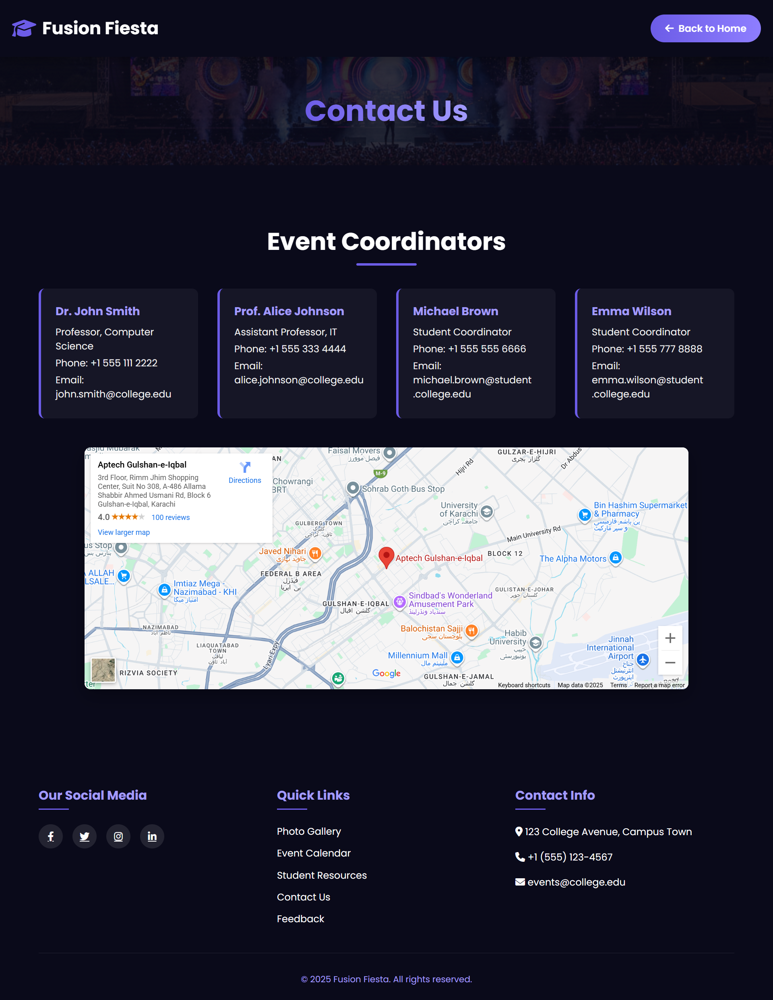 Fusion Fiesta
Back to Home
Contact Us
Event Coordinators
Dr. John Smith
Professor, Computer
Science
Phone: +1 555 111 2222
Email:
john.smith@college.edu
Prof. Alice Johnson
Assistant Professor, IT
Phone: +1 555 333 4444
Email:
alice.johnson@college.edu
Michael Brown
Student Coordinator
Phone: +1 555 555 6666
Email:
michael.brown@student
.college.edu
Emma Wilson
Student Coordinator
Phone: +1 555 777 8888
Email:
emma.wilson@student
.college.edu
Aptech Gulshan-e-Iqbal
3rd Floor, Rimm Jhim Shopping
Center, Suit No 308, A-486 Allama
Shabbir Ahmed Usmani Rd, Block 6
Gulshan-e-Iqbal, Karachi
4.0
100 reviews
View larger map
Directions
Faisal Movers
فیصل موورز
M-9
Hijri Rd
GULZAR-E-HIJRI
گلزار ہجری
Dr Abdus
Chowrangi
BRT
Sohrab Goth Bus Stop
University
of Karachi
جامعہ کراچی
Bin Hashim Supermarket
& Pharmacy
بن ہاشم فارمیسی
و سپر مارکیٹ
GULBERG TOWN
گلبرگ
ٹاؤن، کراچی
Main University Rd
us Stop
بنارس بس
Javed Nihari
جاوید نہاری
Aptech Gulshan-e-Iqbal
BLOCK 12
The Alpha Motors
ALLAH
LSALE...
FEDERAL B AREA
فیڈرل
بی ایریا
Imtiaz Mega -
Nazimabad - KHI
امتیاز میگا
GULISTAN-E-JOHAR
گلستان جوہر
Sindbad's Wonderland
Amusement Park
سندباد ونڈرلینڈ
GULSHAN-E-IQBAL
گلشن اقبال
NAZIMABAD
ناظم آباد
Balochistan Sajji
بلوچستان سجی
Habib
University
حبیب
یونیورسٹی
LIAQUATABAD
TOWN
لیاقت
آباد ٹاؤن
Lyari Expy
Jinnah
International
Airport
جناح
انٹرنیشنل
ایئرپورٹ
Millennium Mall
ملینیئم مال
RIZVIA SOCIETY
Google
GULSHAN-E-JAMAL
گلشن جمال
Keyboard shortcuts
Map data ©2025
Terms
Report a map error
Our Social Media
Quick Links
Photo Gallery
Event Calendar
Student Resources
Contact Us
Feedback
Contact Info
123 College Avenue, Campus Town
+1 (555) 123-4567
events@college.edu
© 2025 Fusion Fiesta. All rights reserved.